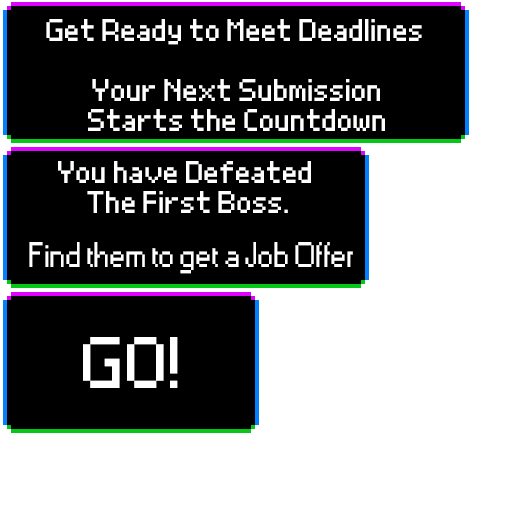 Get Ready to Meet Deadlines
Your Next Submission
Starts the Countdown
You have Defeated
The First Boss.
Find them to get a Job Offer
GO!